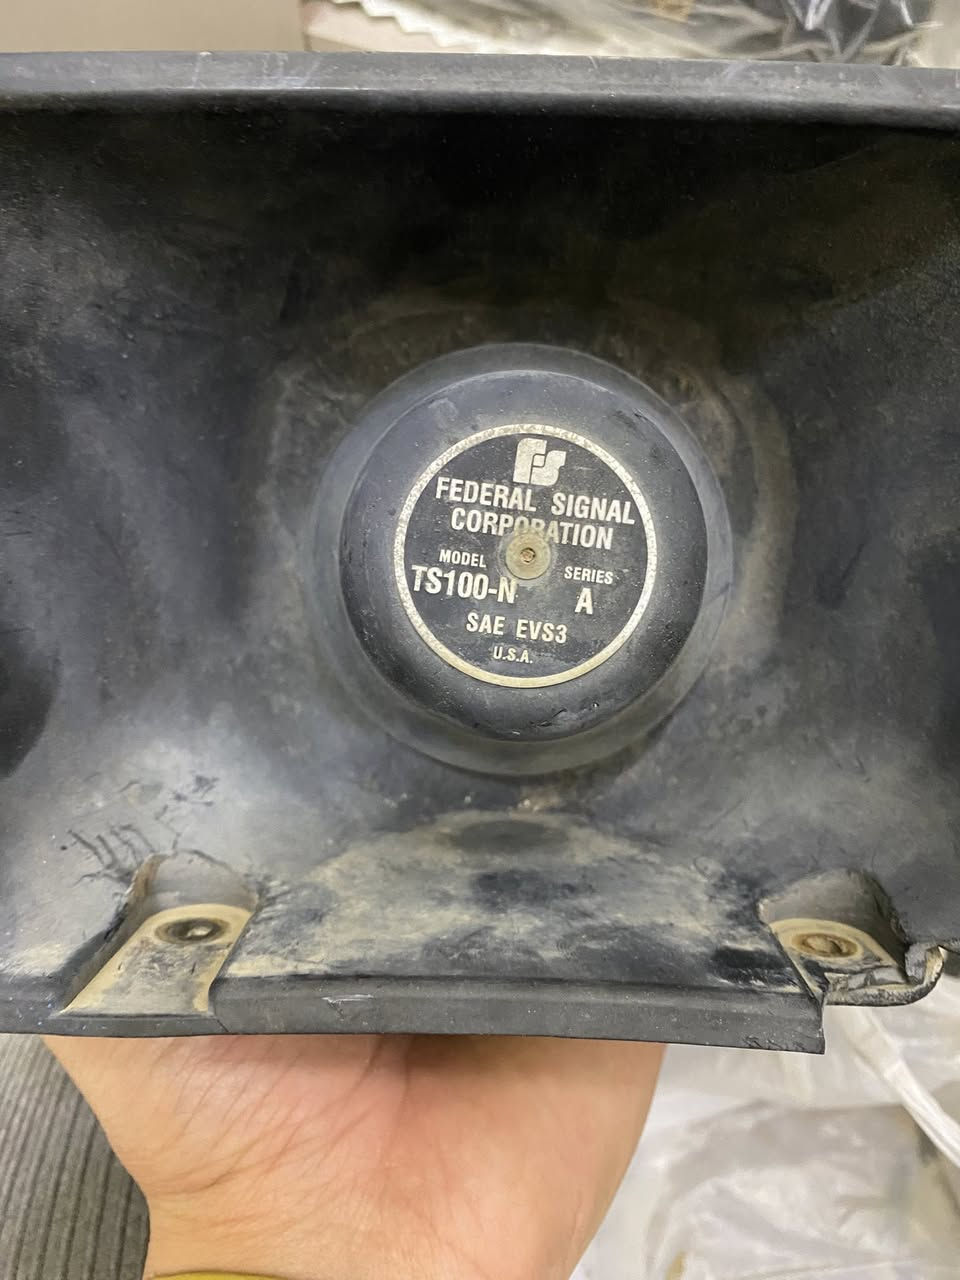 FS
FEDERAL SIGNAL
CORPORATION
MODEL SERIES
TS100-N A
SAE EVS3
U.S.A.